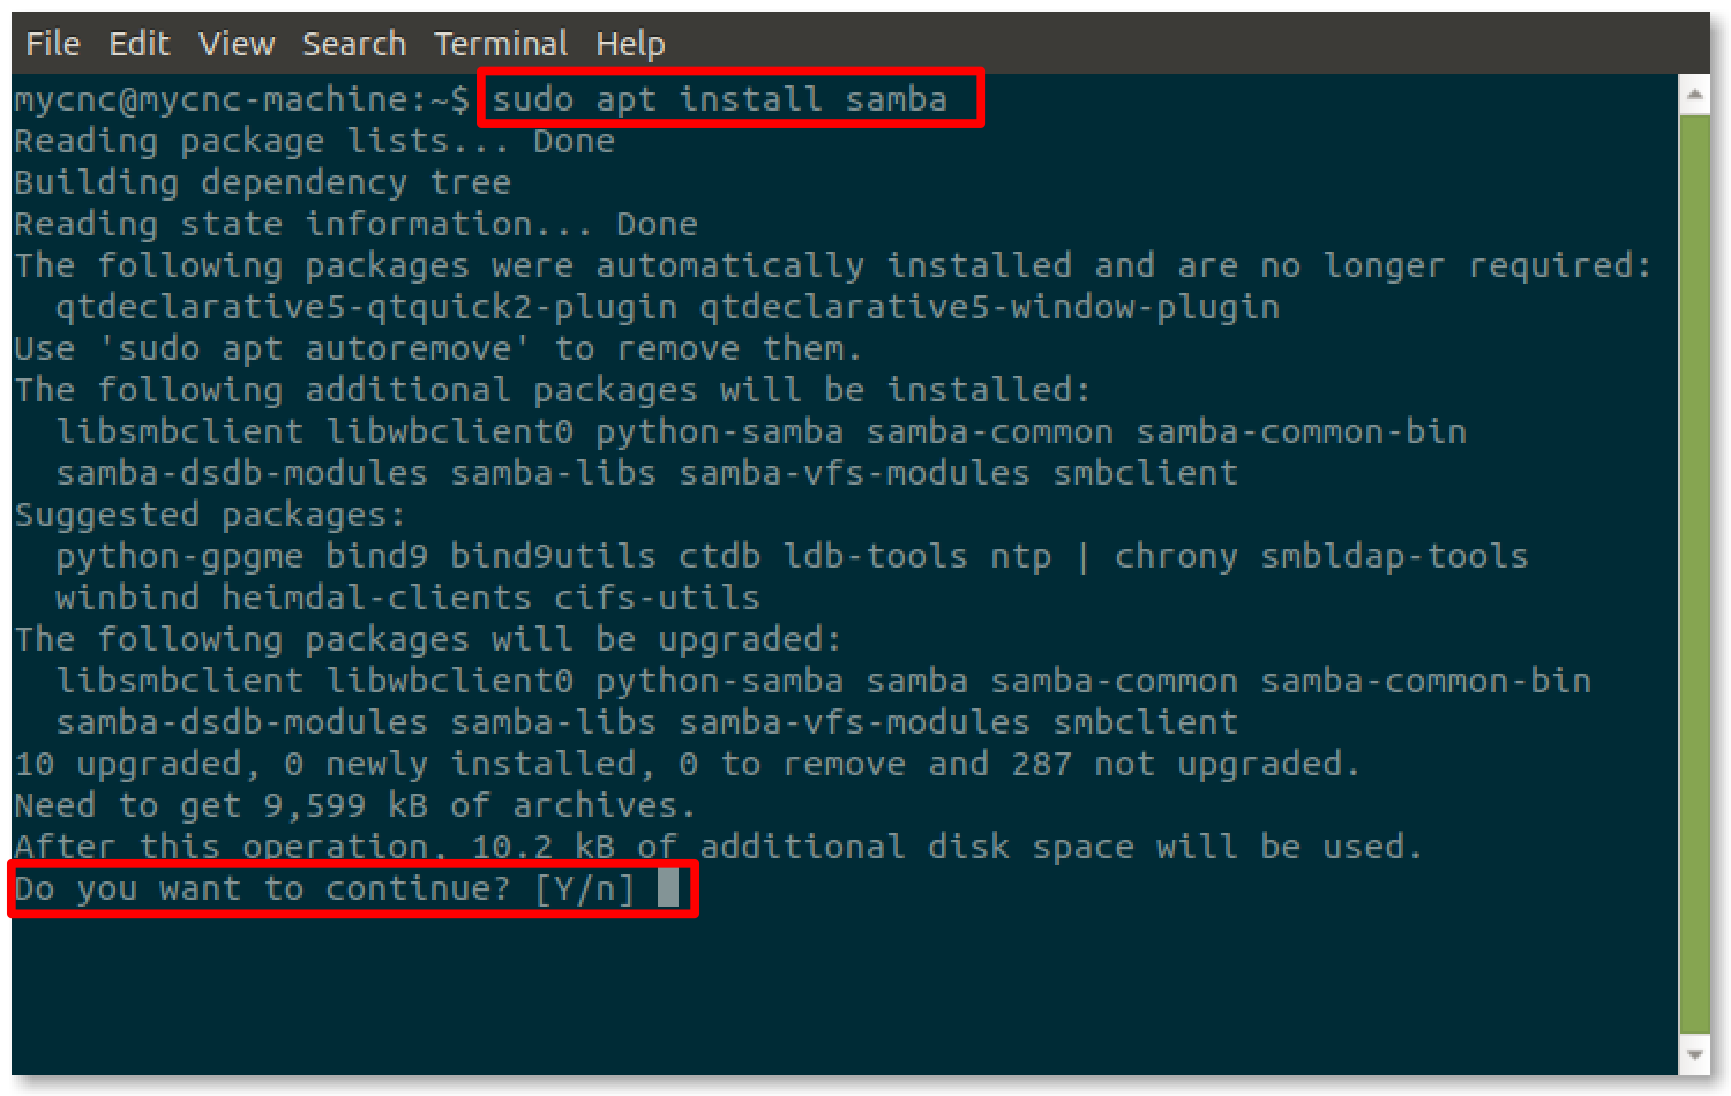 File Edit View Search Terminal Help
mycnc@mycnc-machine:~$ sudo apt install samba
Reading package lists... Done
Building dependency tree
Reading state information... Done
The following packages were automatically installed and are no longer required:
  qtdeclarative5-qtquick2-plugin qtdeclarative5-window-plugin
Use 'sudo apt autoremove' to remove them.
The following additional packages will be installed:
  libsmbclient libwbclient0 python-samba samba-common samba-common-bin
  samba-dsdb-modules samba-libs samba-vfs-modules smbclient
Suggested packages:
  python-gpgme bind9 bind9utils ctdb ldb-tools ntp | chrony smbldap-tools
  winbind heimdal-clients cifs-utils
The following packages will be upgraded:
  libsmbclient libwbclient0 python-samba samba samba-common samba-common-bin
  samba-dsdb-modules samba-libs samba-vfs-modules smbclient
10 upgraded, 0 newly installed, 0 to remove and 287 not upgraded.
Need to get 9,599 kB of archives.
After this operation, 10.2 kB of additional disk space will be used.
Do you want to continue? [Y/n]